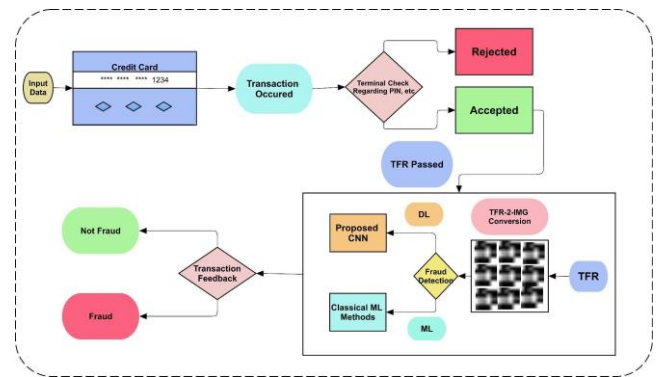 Input
Data
Credit Card
**** **** **** 1234
Transaction
Occured
Terminal Check
Regarding PIN, etc
Rejected
Accepted
TFR Passed
Not Fraud
Fraud
Transaction
Feedback
DL
Proposed
CNN
Classical ML
Methods
ML
Fraud
Detection
TFR-2-IMG
Conversion
TFR